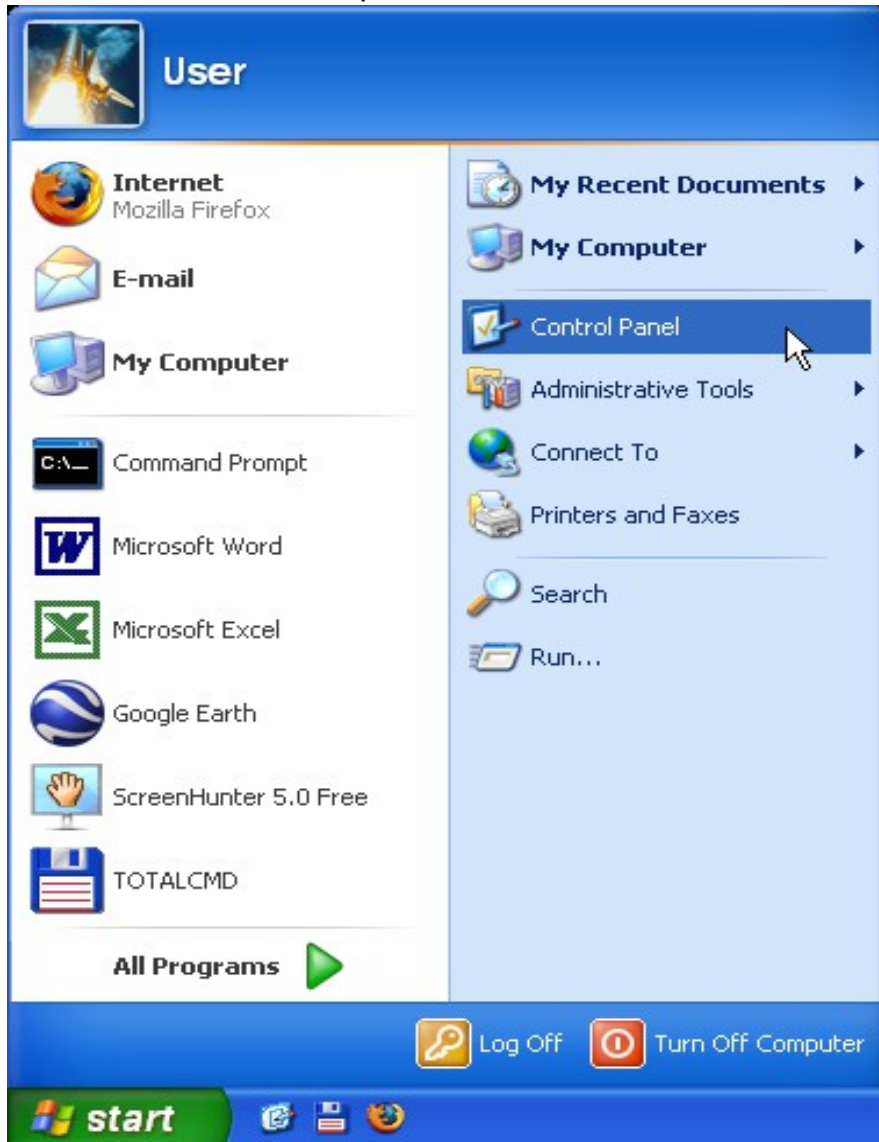 User
Internet
Mozilla Firefox
E-mail
My Computer
C:\_
Command Prompt
W
Microsoft Word
Microsoft Excel
Google Earth
ScreenHunter 5.0 Free
TOTALCMD
All Programs
My Recent Documents
My Computer
Control Panel
Administrative Tools
Connect To
Printers and Faxes
Search
Run...
Log Off
Turn Off Computer
start